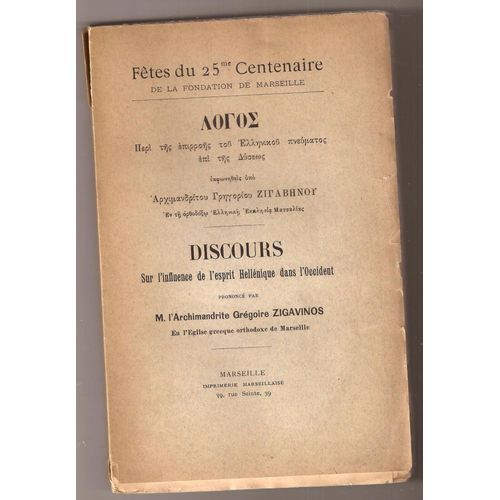 Fêtes du 25me Centenaire
DE LA FONDATION DE MARSEILLE
ΛΟΓΟΣ
Περὶ τῆς ἐπιρροῆς τοῦ Ἑλληνικοῦ πνεύματος
ἐπὶ τῆς Δύσεως
ἐκφωνηθεὶς ὑπὸ
Ἀρχιμανδρίτου Γρηγορίου ΖΙΓΑΒΗΝΟΥ
Ἐν τῇ ὀρθοδόξῳ Ἑλληνικῇ Ἐκκλησίᾳ Μασσαλίας
DISCOURS
Sur l'influence de l'esprit Hellénique dans l'Occident
PRONONCÉ PAR
M. l'Archimandrite Grégoire ZIGAVINOS
En l'Eglise grecque orthodoxe de Marseille
MARSEILLE
IMPRIMERIE MARSEILLAISE
39, rue Sainte, 39